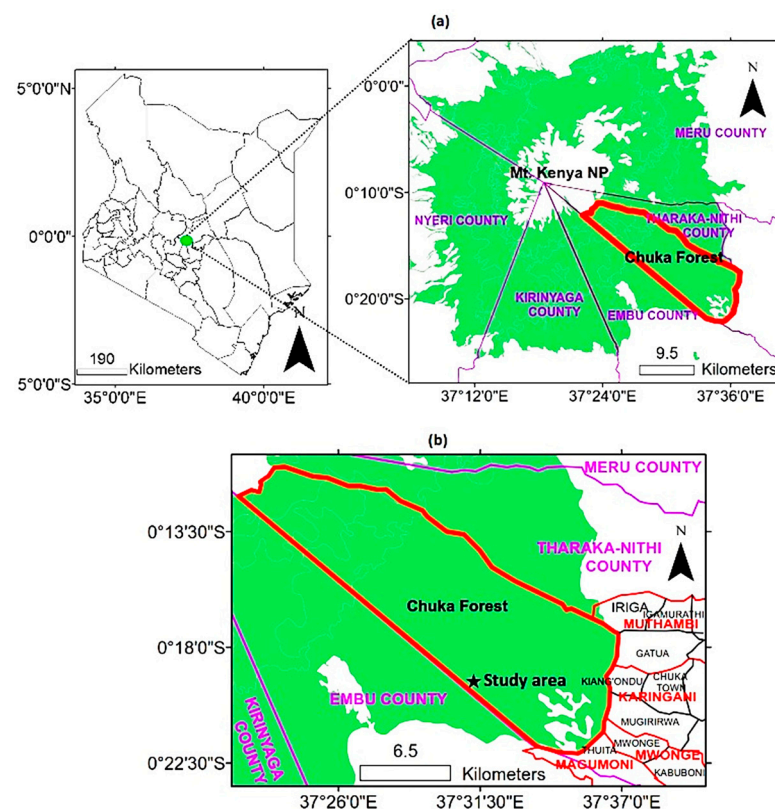 (a)
5°0'0"N
0°0'0"
5°0'0"S
N
190
Kilometers
35°0'0"E
40°0'0"E
0°0'0"
0°10'0"S
0°20'0"S
N
MERU COUNTY
Mt. Kenya NP
NYERI COUNTY
THARAKA-NITHI
COUNTY
Chuka Forest
KIRINYAGA
COUNTY
EMBU COUNTY
9.5
Kilometers
37°12'0"E
37°24'0"E
37°36'0"E
(b)
0°13'30"S
0°18'0"S
0°22'30"S
MERU COUNTY
N
THARAKA-NITHI
COUNTY
Chuka Forest
IRIGA
IGAMURATHI
MUTHAMBI
GATUA
Study area
KIANG'ONDU
CHUKA
TOWN
KARINGANI
EMBU COUNTY
KIRINYAGA
COUNTY
MUGIRIRWA
MWONGE
THUITA
MWONGE
MAGUMONI
KABUBONI
6.5
Kilometers
37°26'0"E
37°31'30"E
37°37'0"E